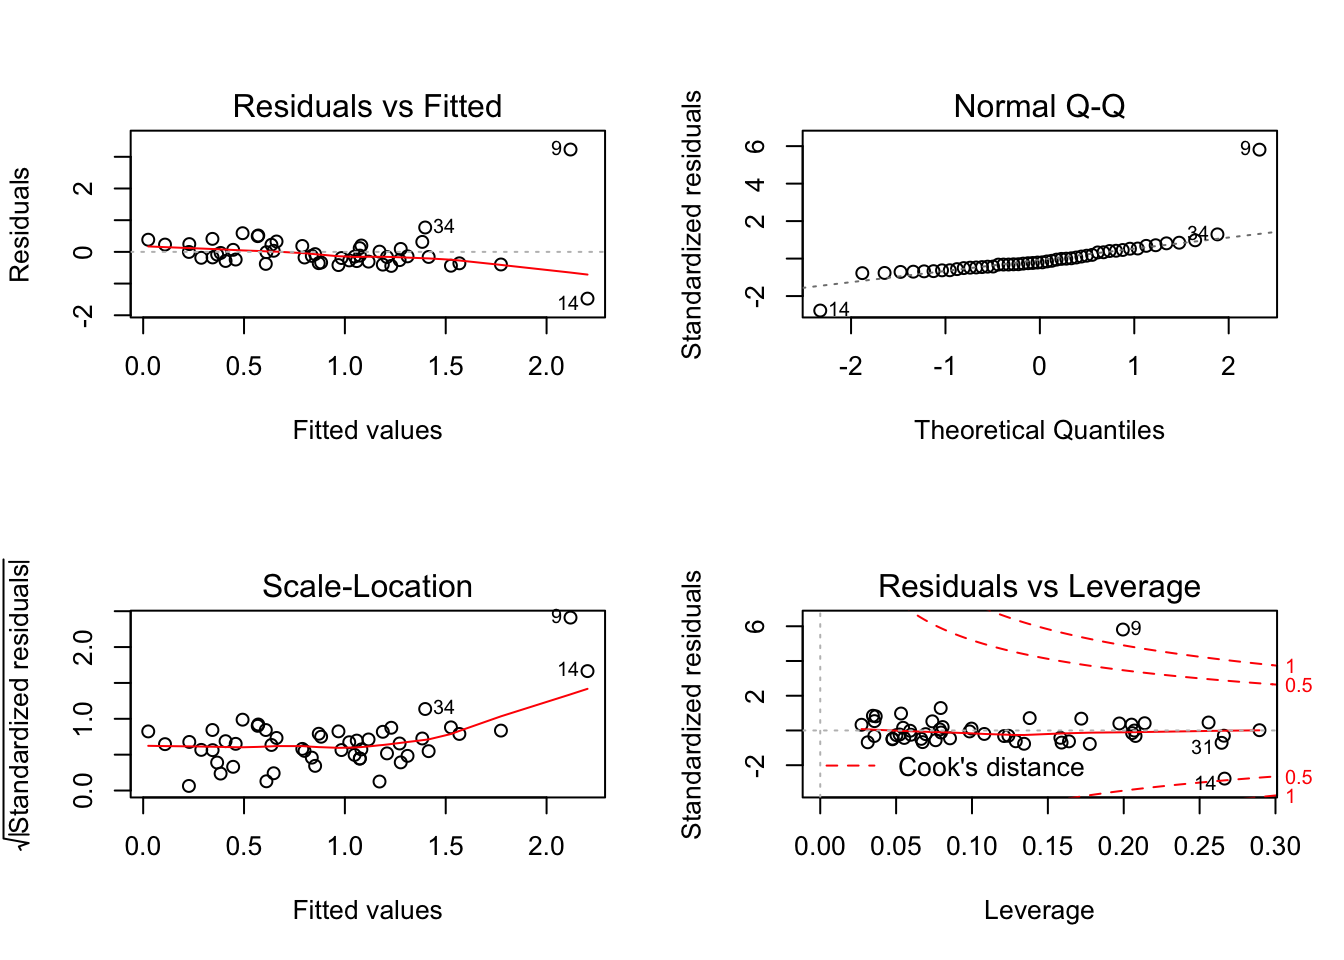 Residuals vs Fitted
Residuals
2
0
-2
9
34
14
0.0 0.5 1.0 1.5 2.0
Fitted values
Normal Q-Q
Standardized residuals
6
4
2
-2
9
34
14
-2 -1 0 1 2
Theoretical Quantiles
Scale-Location
√|Standardized residuals|
2.0
1.0
0.0
9
14
34
0.0 0.5 1.0 1.5 2.0
Fitted values
Residuals vs Leverage
Standardized residuals
6
2
-2
9
31
14
1
0.5
0.5
1
Cook's distance
0.00 0.05 0.10 0.15 0.20 0.25 0.30
Leverage